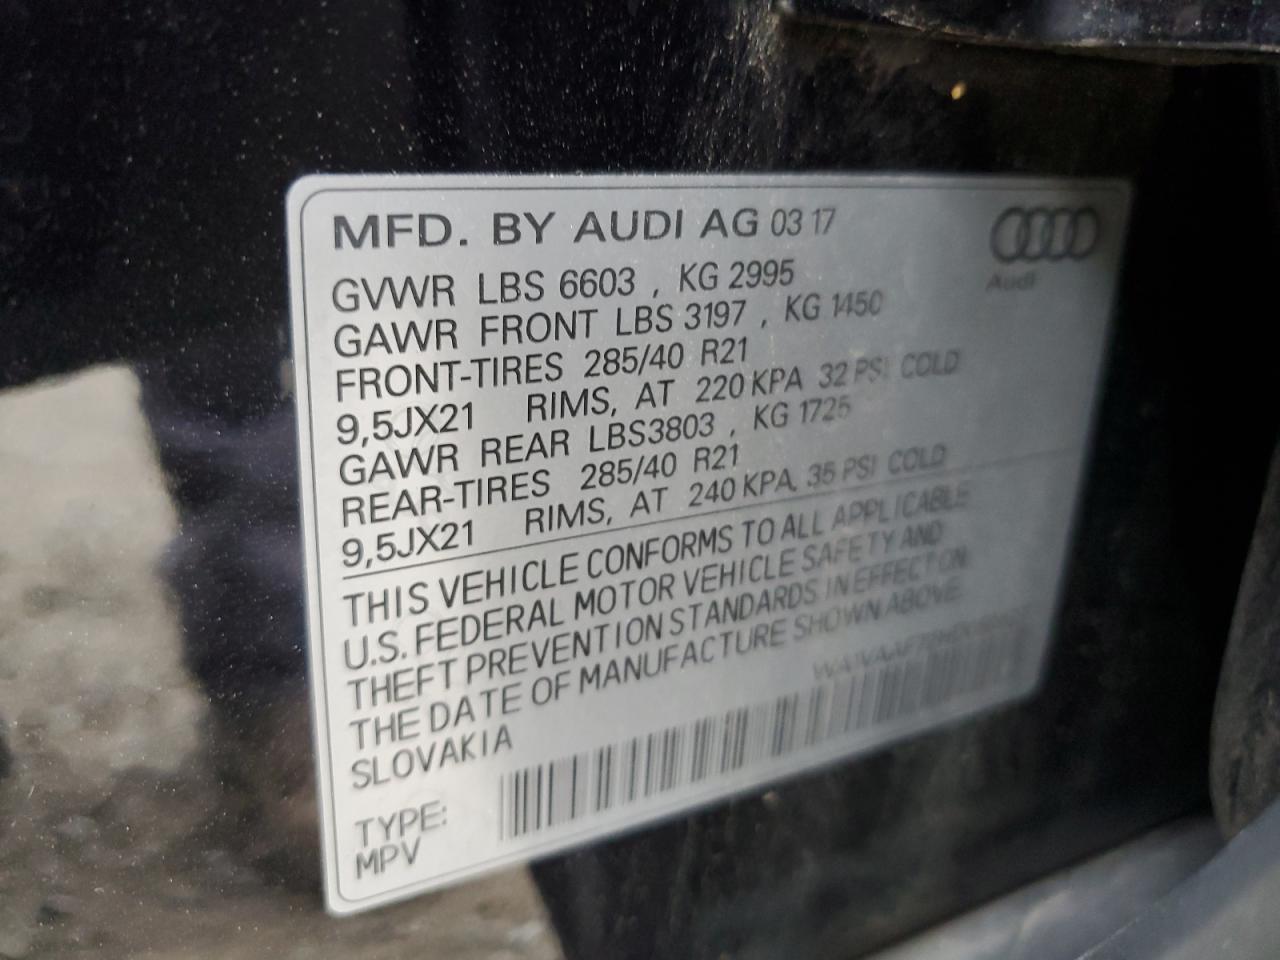 MFD. BY AUDI AG 03 17
Audi
GVWR LBS 6603 , KG 2995
GAWR FRONT LBS 3197 , KG 1450
FRONT-TIRES 285/40 R21
9,5JX21 RIMS, AT 220 KPA 32 PSI COLD
GAWR REAR LBS3803 , KG 1725
REAR-TIRES 285/40 R21
9,5JX21 RIMS, AT 240 KPA, 35 PSI COLD
THIS VEHICLE CONFORMS TO ALL APPLICABLE
U.S. FEDERAL MOTOR VEHICLE SAFETY AND
THEFT PREVENTION STANDARDS IN EFFECT ON
THE DATE OF MANUFACTURE SHOWN ABOVE.
SLOVAKIA
TYPE:
MPV